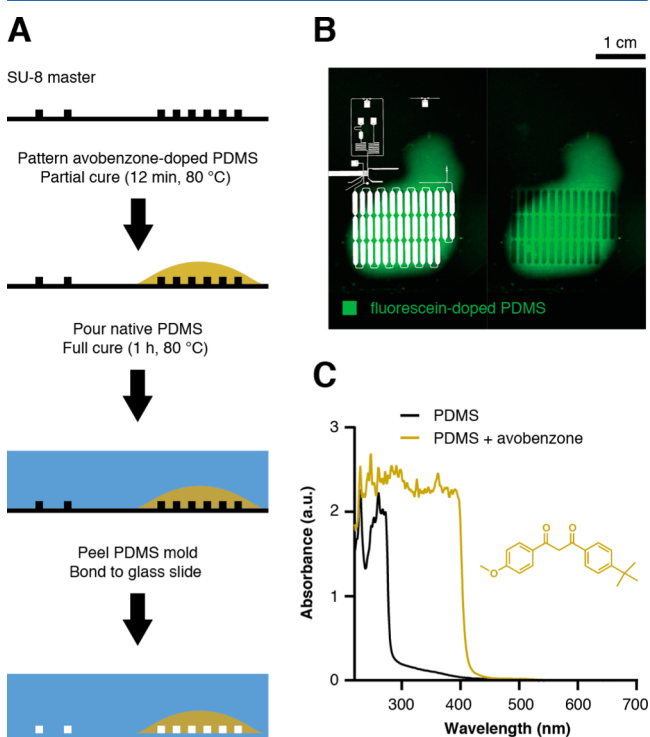 A
SU-8 master
Pattern avobenzone-doped PDMS
Partial cure (12 min, 80 °C)
Pour native PDMS
Full cure (1 h, 80 °C)
Peel PDMS mold
Bond to glass slide
B
1 cm
fluorescein-doped PDMS
C
PDMS
PDMS + avobenzone
3
2
1
0
Absorbance (a.u.)
O
O
O
300
400
500
600
700
Wavelength (nm)